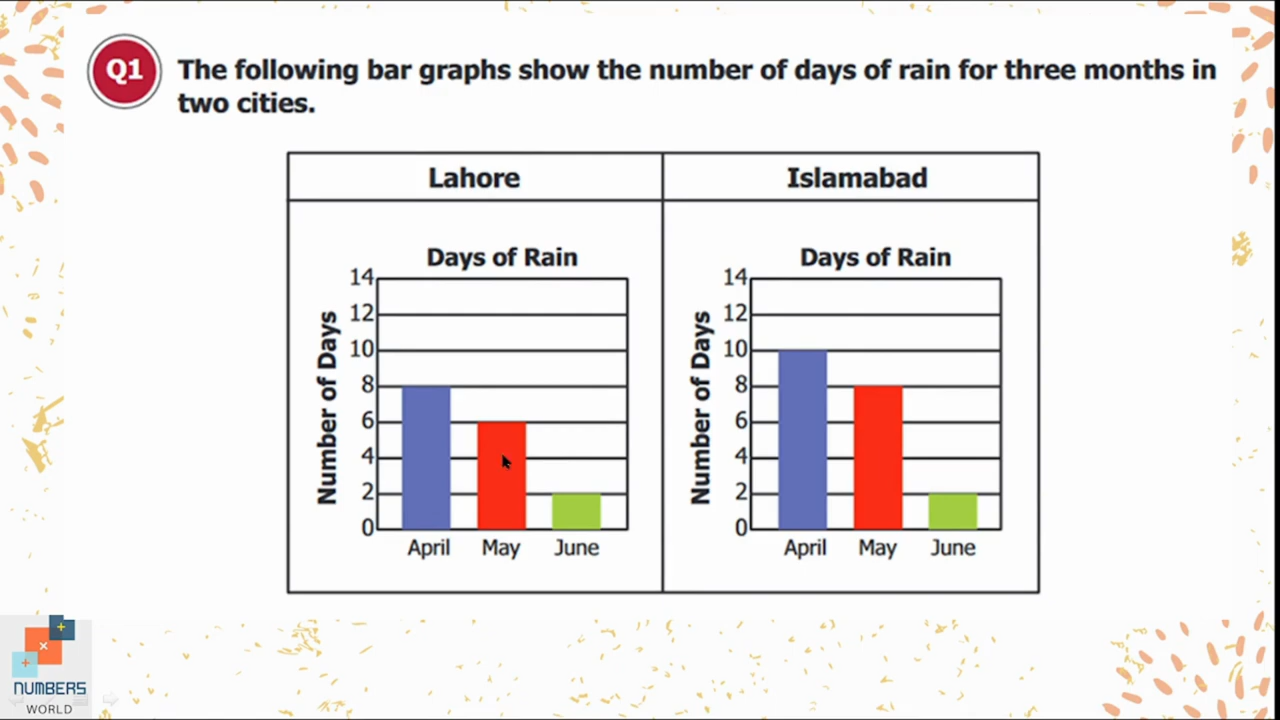 Q1
The following bar graphs show the number of days of rain for three months in
two cities.
Lahore
Islamabad
Days of Rain
Number of Days
14
12
10
8
6
4
2
0
April May June
Days of Rain
Number of Days
14
12
10
8
6
4
2
0
April May June
NUMBERS
WORLD